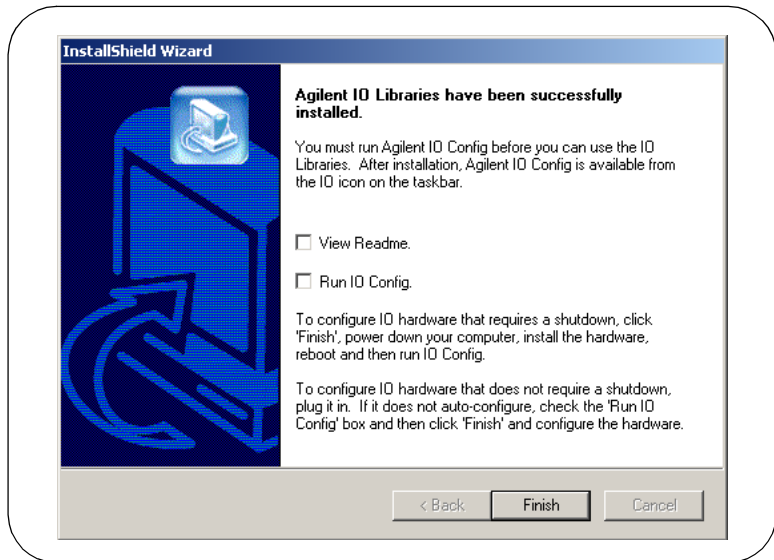 InstallShield Wizard
Agilent IO Libraries have been successfully
installed.
You must run Agilent IO Config before you can use the IO
Libraries.  After installation, Agilent IO Config is available from
the IO icon on the taskbar.
View Readme.
Run IO Config.
To configure IO hardware that requires a shutdown, click
'Finish', power down your computer, install the hardware,
reboot and then run IO Config.
To configure IO hardware that does not require a shutdown,
plug it in.  If it does not auto-configure, check the 'Run IO
Config' box and then click 'Finish' and configure the hardware.
< Back
Finish
Cancel